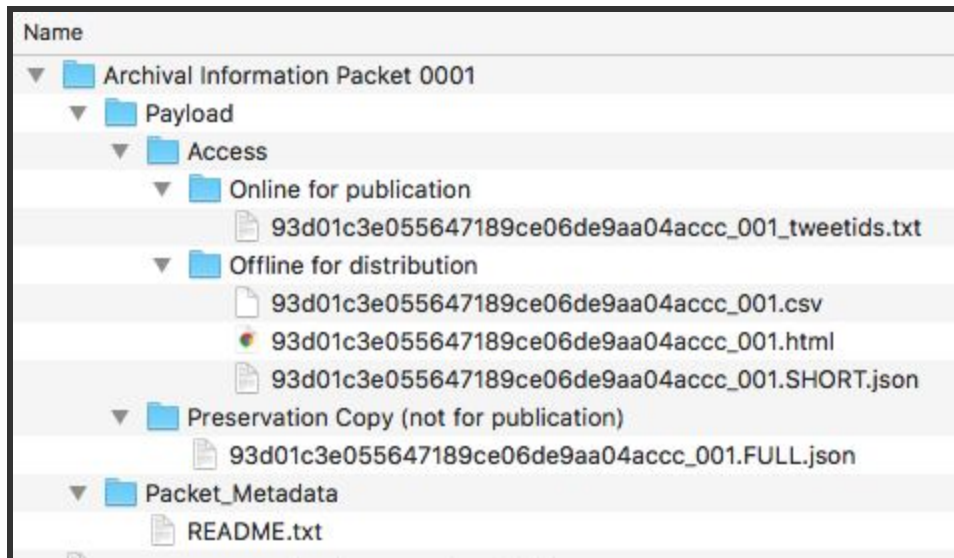 Name
Archival Information Packet 0001
Payload
Access
Online for publication
93d01c3e055647189ce06de9aa04accc_001_tweetids.txt
Offline for distribution
93d01c3e055647189ce06de9aa04accc_001.csv
93d01c3e055647189ce06de9aa04accc_001.html
93d01c3e055647189ce06de9aa04accc_001.SHORT.json
Preservation Copy (not for publication)
93d01c3e055647189ce06de9aa04accc_001.FULL.json
Packet_Metadata
README.txt